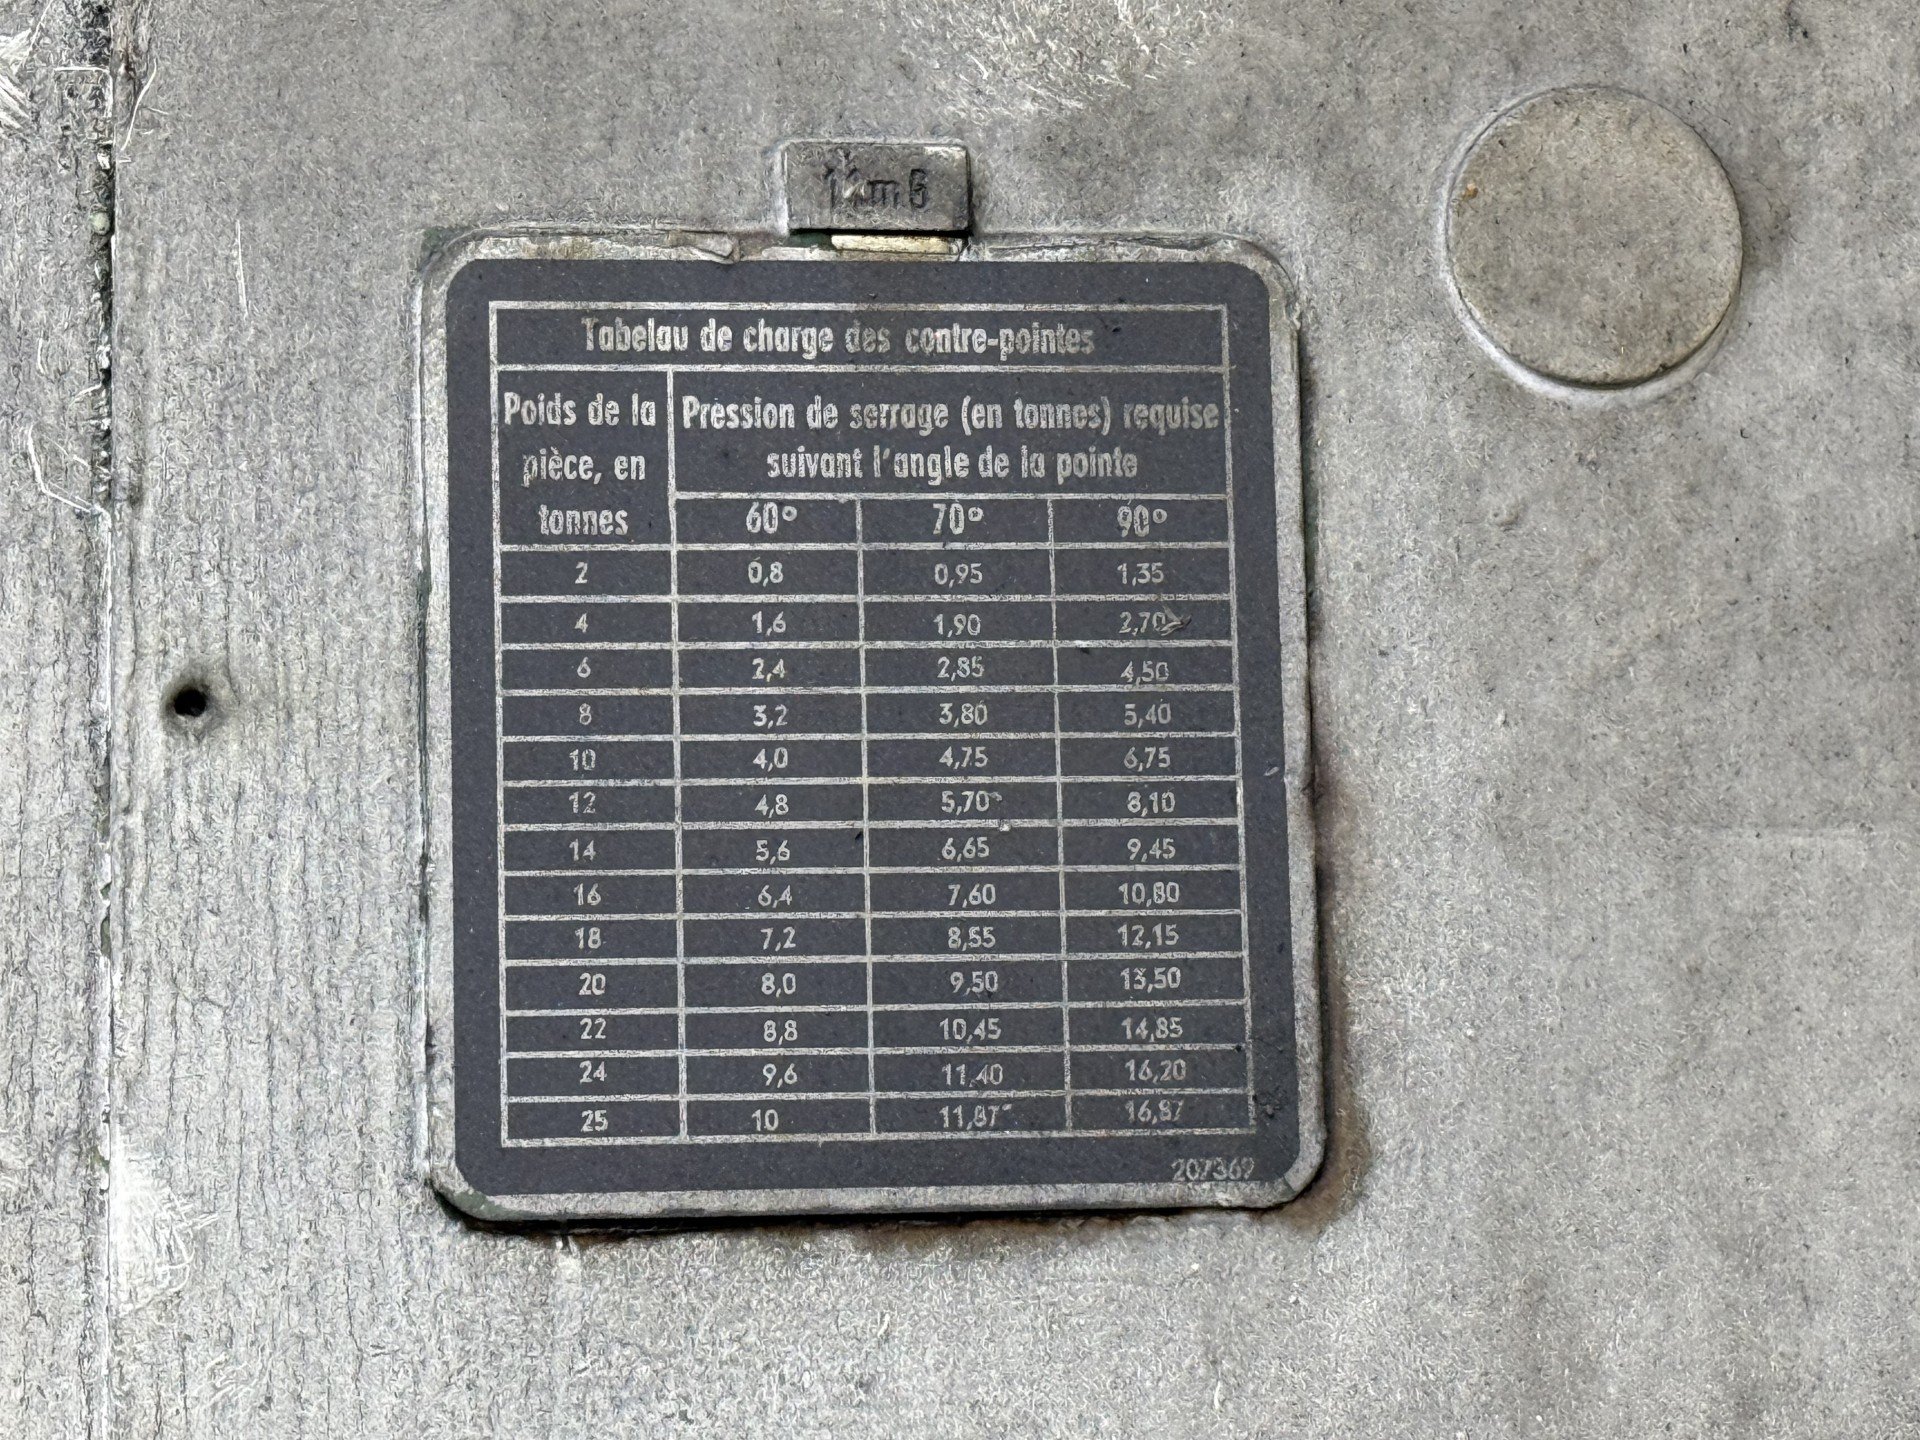 Tabelau de charge des contre-pointes
Poids de la
pièce, en
tonnes
Pression de serrage (en tonnes) requise
suivant l'angle de la pointe
60° 70° 90°
2 0,8 0,95 1,35
4 1,6 1,90 2,70
6 2,4 2,85 4,50
8 3,2 3,80 5,40
10 4,0 4,75 6,75
12 4,8 5,70 8,10
14 5,6 6,65 9,45
16 6,4 7,60 10,80
18 7,2 8,55 12,15
20 8,0 9,50 13,50
22 8,8 10,45 14,85
24 9,6 11,40 16,20
25 10 11,87 16,87
207369